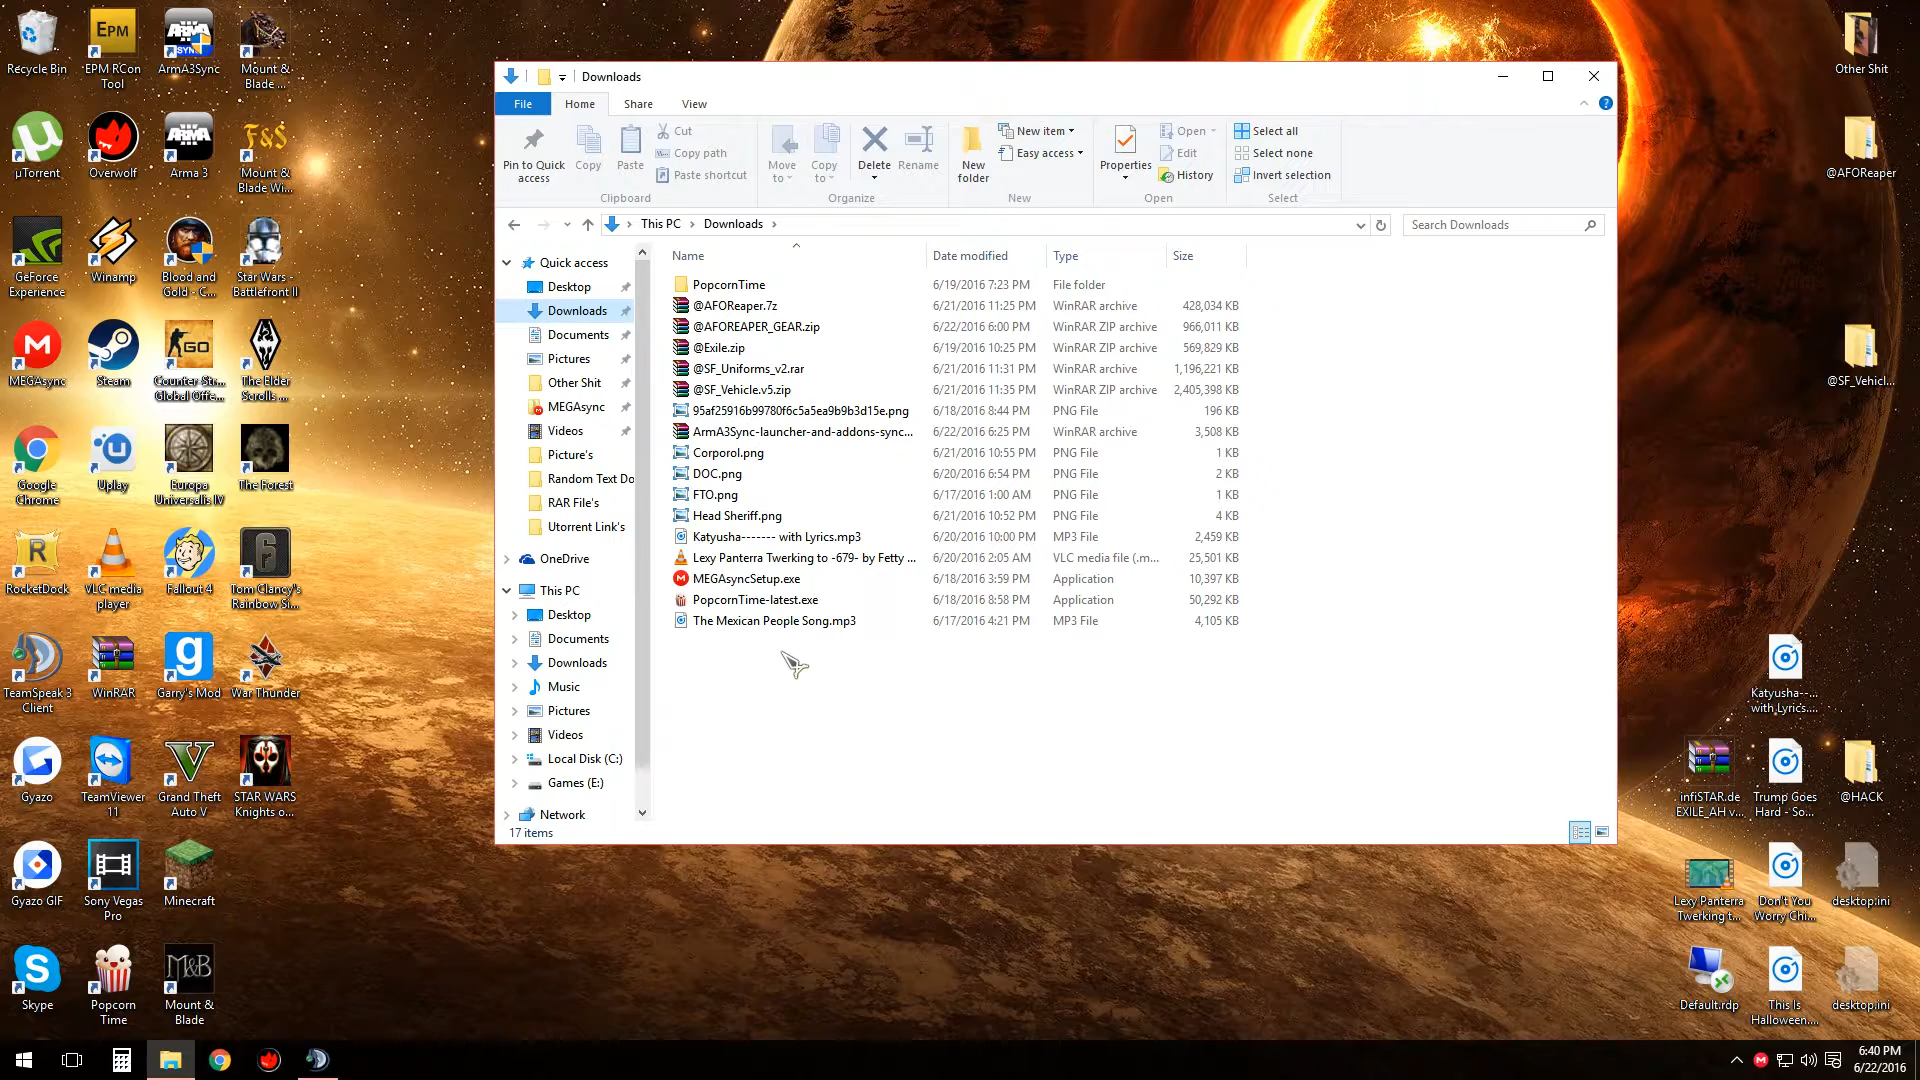 Recycle Bin
EPM RCon
Tool
ArmA3Sync
Mount &
Blade ...
µTorrent
Overwolf
Arma 3
Mount &
Blade Wi...
GeForce
Experience
Winamp
Blood and
Gold - C...
Star Wars -
Battlefront II
MEGAsync
Steam
Counter-Str...
Global Offe...
The Elder
Scrolls ...
Google
Chrome
Uplay
Europa
Universalis IV
The Forest
RocketDock
VLC media
player
Fallout 4
Tom Clancy's
Rainbow Si...
TeamSpeak 3
Client
WinRAR
Garry's Mod
War Thunder
Gyazo
TeamViewer
11
Grand Theft
Auto V
STAR WARS
Knights o...
Gyazo GIF
Sony Vegas
Pro
Minecraft
Skype
Popcorn
Time
Mount &
Blade
Downloads
File Home Share View
Pin to Quick
access
Copy
Paste
Cut
Copy path
Paste shortcut
Clipboard
Move
to
Copy
to
Delete
Rename
Organize
New
folder
New item
Easy access
New
Properties
Open
Edit
History
Open
Select all
Select none
Invert selection
Select
This PC > Downloads >
Search Downloads
Quick access
Desktop
Downloads
Documents
Pictures
Other Shit
MEGAsync
Videos
Picture's
Random Text Do
RAR File's
Utorrent Link's
OneDrive
This PC
Desktop
Documents
Downloads
Music
Pictures
Videos
Local Disk (C:)
Games (E:)
Network
17 items
Name Date modified Type Size
PopcornTime 6/19/2016 7:23 PM File folder
@AFOReaper.7z 6/21/2016 11:25 PM WinRAR archive 428,034 KB
@AFOREAPER_GEAR.zip 6/22/2016 6:00 PM WinRAR ZIP archive 966,011 KB
@Exile.zip 6/19/2016 10:25 PM WinRAR ZIP archive 569,829 KB
@SF_Uniforms_v2.rar 6/21/2016 11:31 PM WinRAR archive 1,196,221 KB
@SF_Vehicle.v5.zip 6/21/2016 11:35 PM WinRAR ZIP archive 2,405,398 KB
95af25916b99780f6c5a5ea9b9b3d15e.png 6/18/2016 8:44 PM PNG File 196 KB
ArmA3Sync-launcher-and-addons-sync... 6/22/2016 6:25 PM WinRAR archive 3,508 KB
Corporol.png 6/21/2016 10:55 PM PNG File 1 KB
DOC.png 6/20/2016 6:54 PM PNG File 2 KB
FTO.png 6/17/2016 1:00 AM PNG File 1 KB
Head Sheriff.png 6/21/2016 10:52 PM PNG File 4 KB
Katyusha------- with Lyrics.mp3 6/20/2016 10:00 PM MP3 File 2,459 KB
Lexy Panterra Twerking to -679- by Fetty ... 6/20/2016 2:05 AM VLC media file (.m... 25,501 KB
MEGAsyncSetup.exe 6/18/2016 3:59 PM Application 10,397 KB
PopcornTime-latest.exe 6/18/2016 8:58 PM Application 50,292 KB
The Mexican People Song.mp3 6/17/2016 4:21 PM MP3 File 4,105 KB
Other Shit
@AFOReaper
@SF_Vehicl...
Katyusha--...
with Lyrics....
infiSTAR.de
EXILE_AH v...
Trump Goes
Hard - So...
@HACK
Lexy Panterra
Twerking t...
Don't You
Worry Chi...
desktop.ini
Default.rdp
This Is
Halloween....
desktop.ini
6:40 PM
6/22/2016